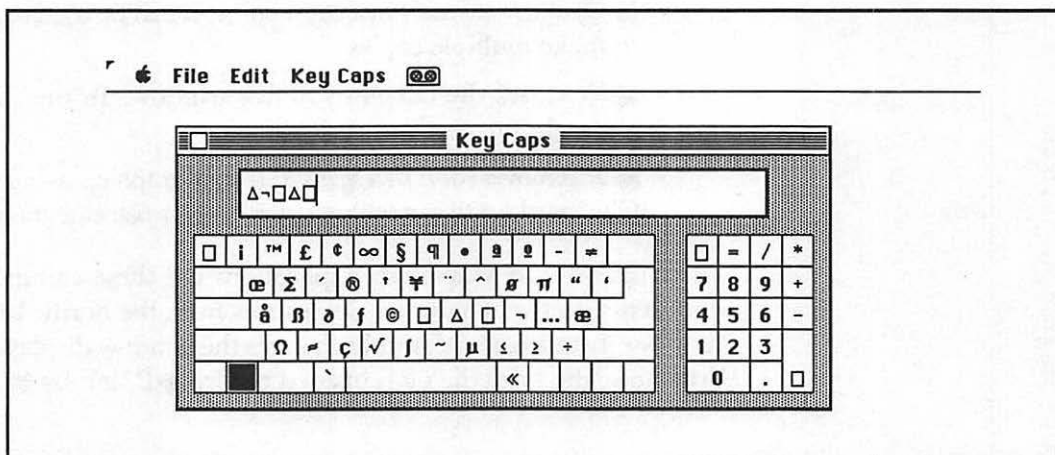 File Edit Key Caps
Key Caps
∆¬□∆□
□ ¡ ™ £ ¢ ∞ § ¶ • ª º - ≠
œ Σ ´ ® † ¥ ¨ ^ ø π “ ‘
å ß ∂ ƒ © □ ∆ □ ¬ … æ
Ω ≈ ç √ ∫ ~ µ ≤ ≥ ÷
` «
□ = / *
7 8 9 +
4 5 6 -
1 2 3
0 . □